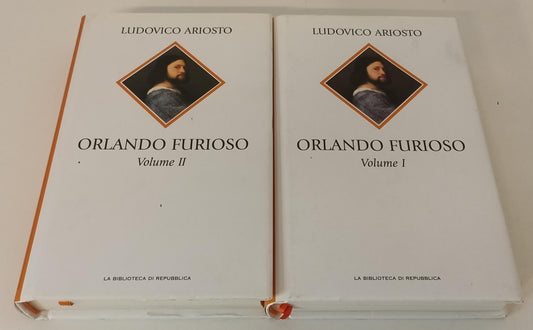 LUDOVICO ARIOSTO
ORLANDO FURIOSO
Volume II
LA BIBLIOTECA DI REPUBBLICA
LUDOVICO ARIOSTO
ORLANDO FURIOSO
Volume I
LA BIBLIOTECA DI REPUBBLICA